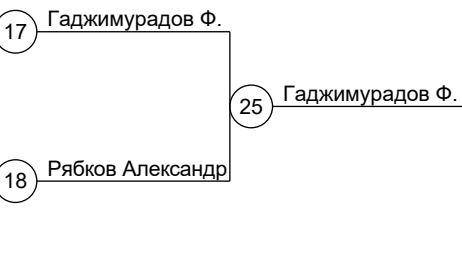 17 Гаджимурадов Ф.
25 Гаджимурадов Ф.
18 Рябков Александр